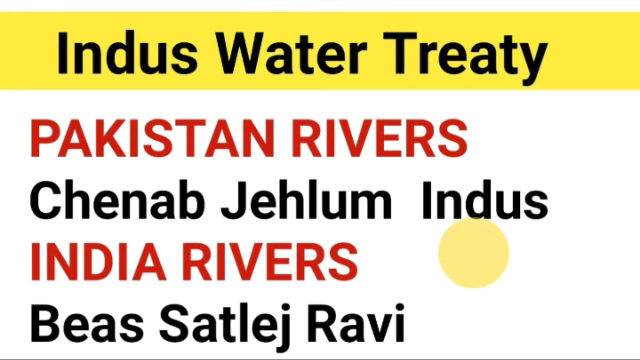 Indus Water Treaty
PAKISTAN RIVERS
Chenab Jehlum Indus
INDIA RIVERS
Beas Satlej Ravi